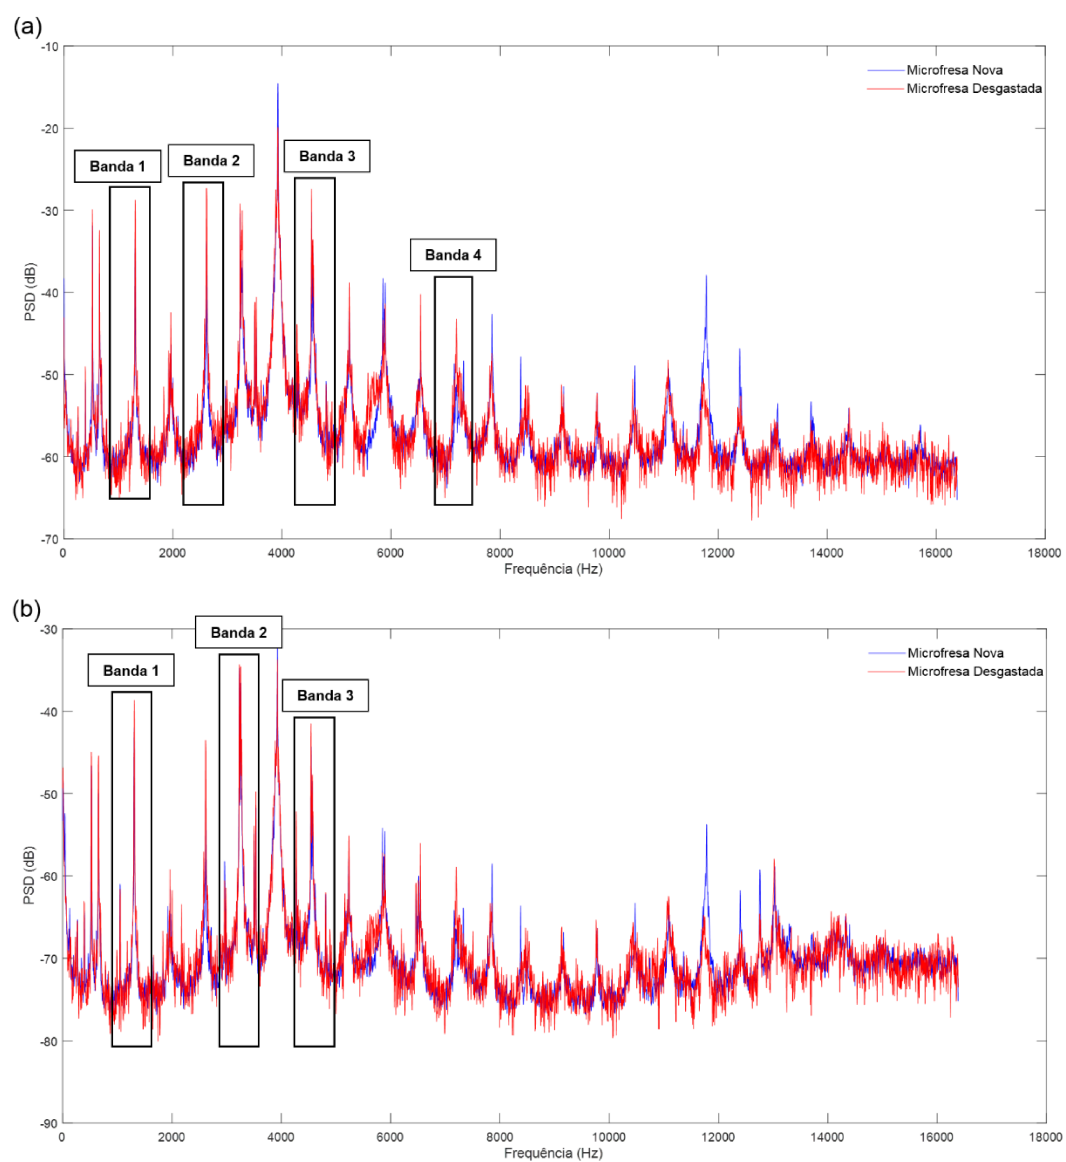 (a)
-10
Microfresa Nova
Microfresa Desgastada
-20
Banda 1
Banda 2
Banda 3
-30
Banda 4
PSD (dB)
-40
-50
-60
-70
0 2000 4000 6000 8000 10000 12000 14000 16000 18000
Frequência (Hz)
(b)
-30
Banda 2
Microfresa Nova
Microfresa Desgastada
Banda 1
Banda 3
-40
-50
PSD (dB)
-60
-70
-80
-90
0 2000 4000 6000 8000 10000 12000 14000 16000 18000
Frequência (Hz)